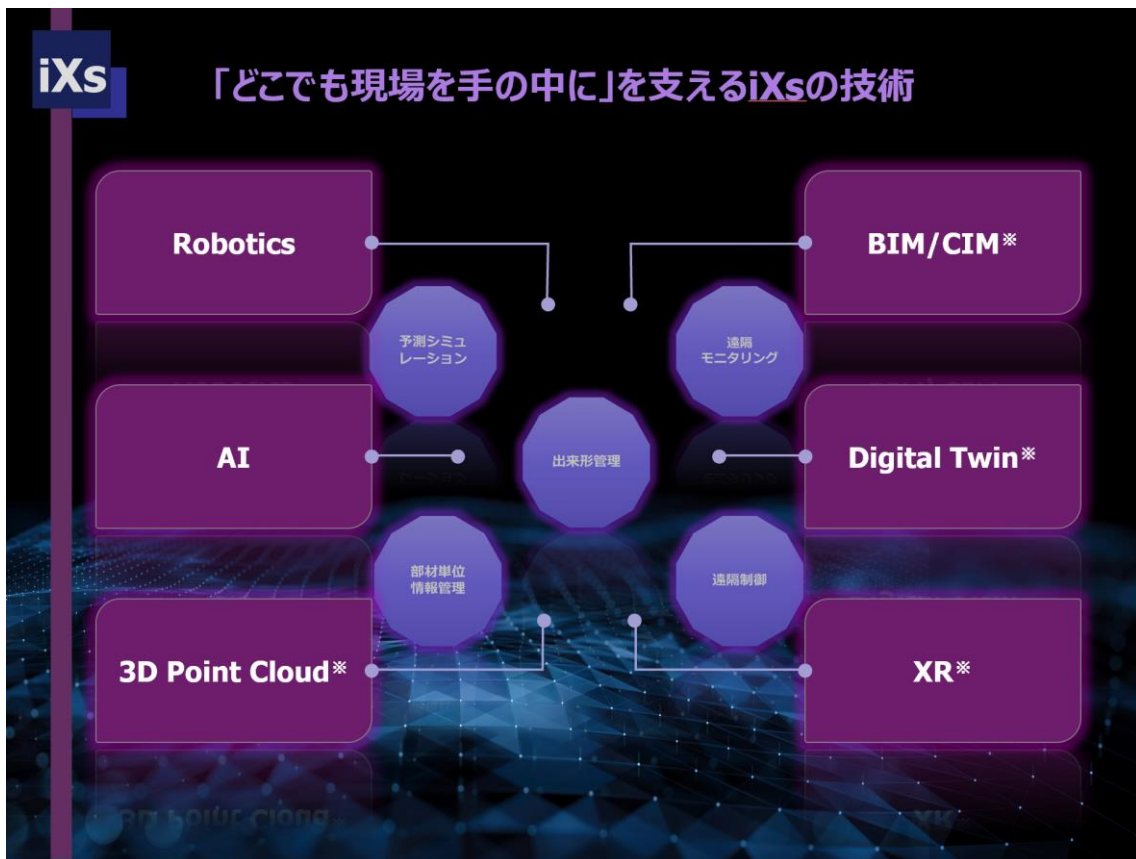 iXs
「どこでも現場を手の中に」を支えるiXsの技術
Robotics
BIM/CIM※
予測シミュ
レーション
遠隔
モニタリング
AI
出来形管理
Digital Twin※
部材単位
情報管理
遠隔制御
3D Point Cloud※
XR※